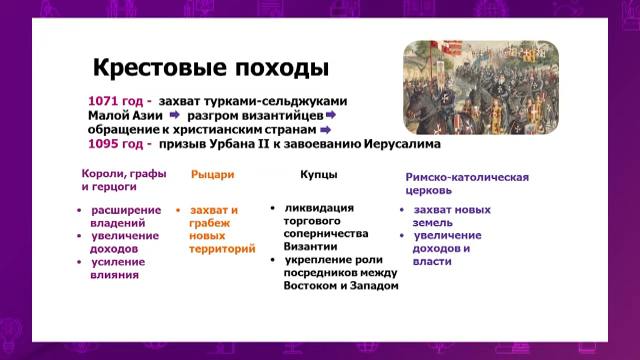 Крестовые походы
1071 год - захват турками-сельджуками
Малой Азии разгром византийцев
обращение к христианским странам
1095 год - призыв Урбана II к завоеванию Иерусалима
Короли, графы
и герцоги
• расширение
владений
• увеличение
доходов
• усиление
влияния
Рыцари
• захват и
грабеж
новых
территорий
Купцы
• ликвидация
торгового
соперничества
Византии
• укрепление роли
посредников между
Востоком и Западом
Римско-католическая
церковь
• захват новых
земель
• увеличение
доходов и
власти